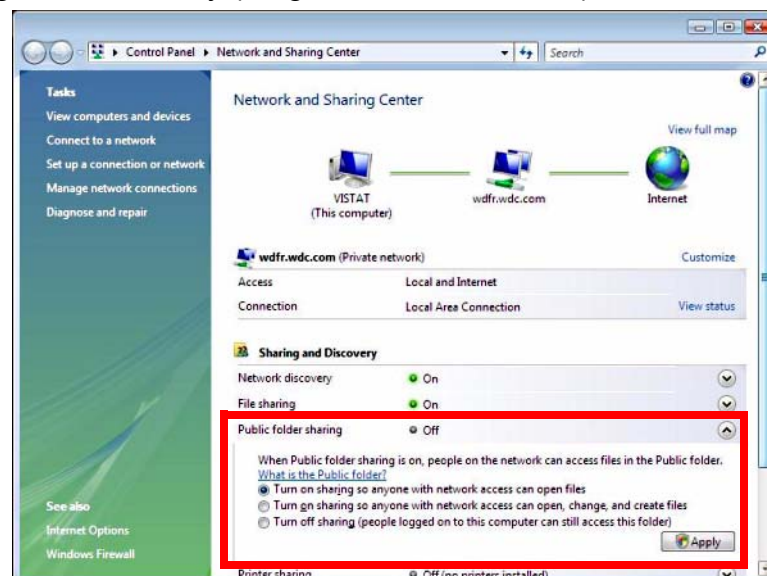 Control Panel ▸ Network and Sharing Center
Search
Tasks
View computers and devices
Connect to a network
Set up a connection or network
Manage network connections
Diagnose and repair
See also
Internet Options
Windows Firewall
Network and Sharing Center
View full map
VISTAT
(This computer)
wdfr.wdc.com
Internet
wdfr.wdc.com (Private network)
Customize
Access Local and Internet
Connection Local Area Connection View status
Sharing and Discovery
Network discovery On
File sharing On
Public folder sharing Off
When Public folder sharing is on, people on the network can access files in the Public folder.
What is the Public folder?
Turn on sharing so anyone with network access can open files
Turn on sharing so anyone with network access can open, change, and create files
Turn off sharing (people logged on to this computer can still access this folder)
Apply
Printer sharing Off (no printers installed)